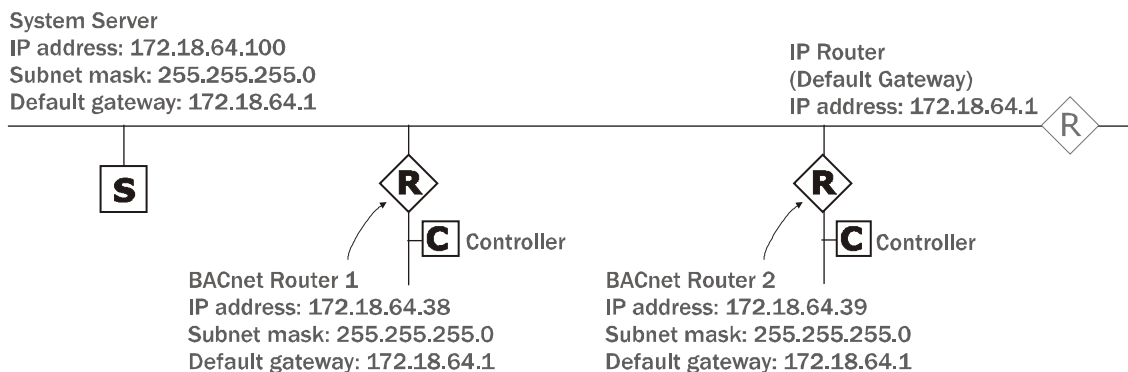 System Server
IP address: 172.18.64.100
Subnet mask: 255.255.255.0
Default gateway: 172.18.64.1
IP Router
(Default Gateway)
IP address: 172.18.64.1
R
S
R
R
C Controller
C Controller
BACnet Router 1
IP address: 172.18.64.38
Subnet mask: 255.255.255.0
Default gateway: 172.18.64.1
BACnet Router 2
IP address: 172.18.64.39
Subnet mask: 255.255.255.0
Default gateway: 172.18.64.1